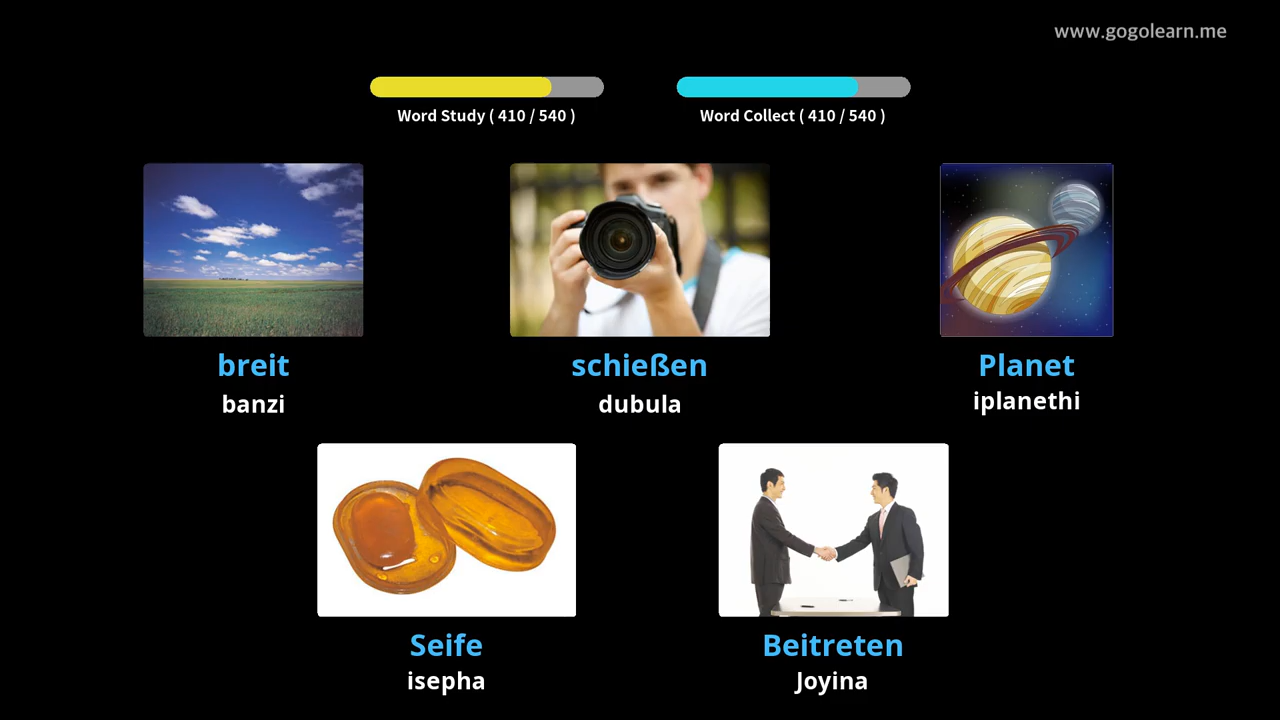 www.gogolearn.me
Word Study ( 410 / 540 )
Word Collect ( 410 / 540 )
breit
schießen
Planet
banzi
dubula
iplanethi
Seife
Beitreten
isepha
Joyina